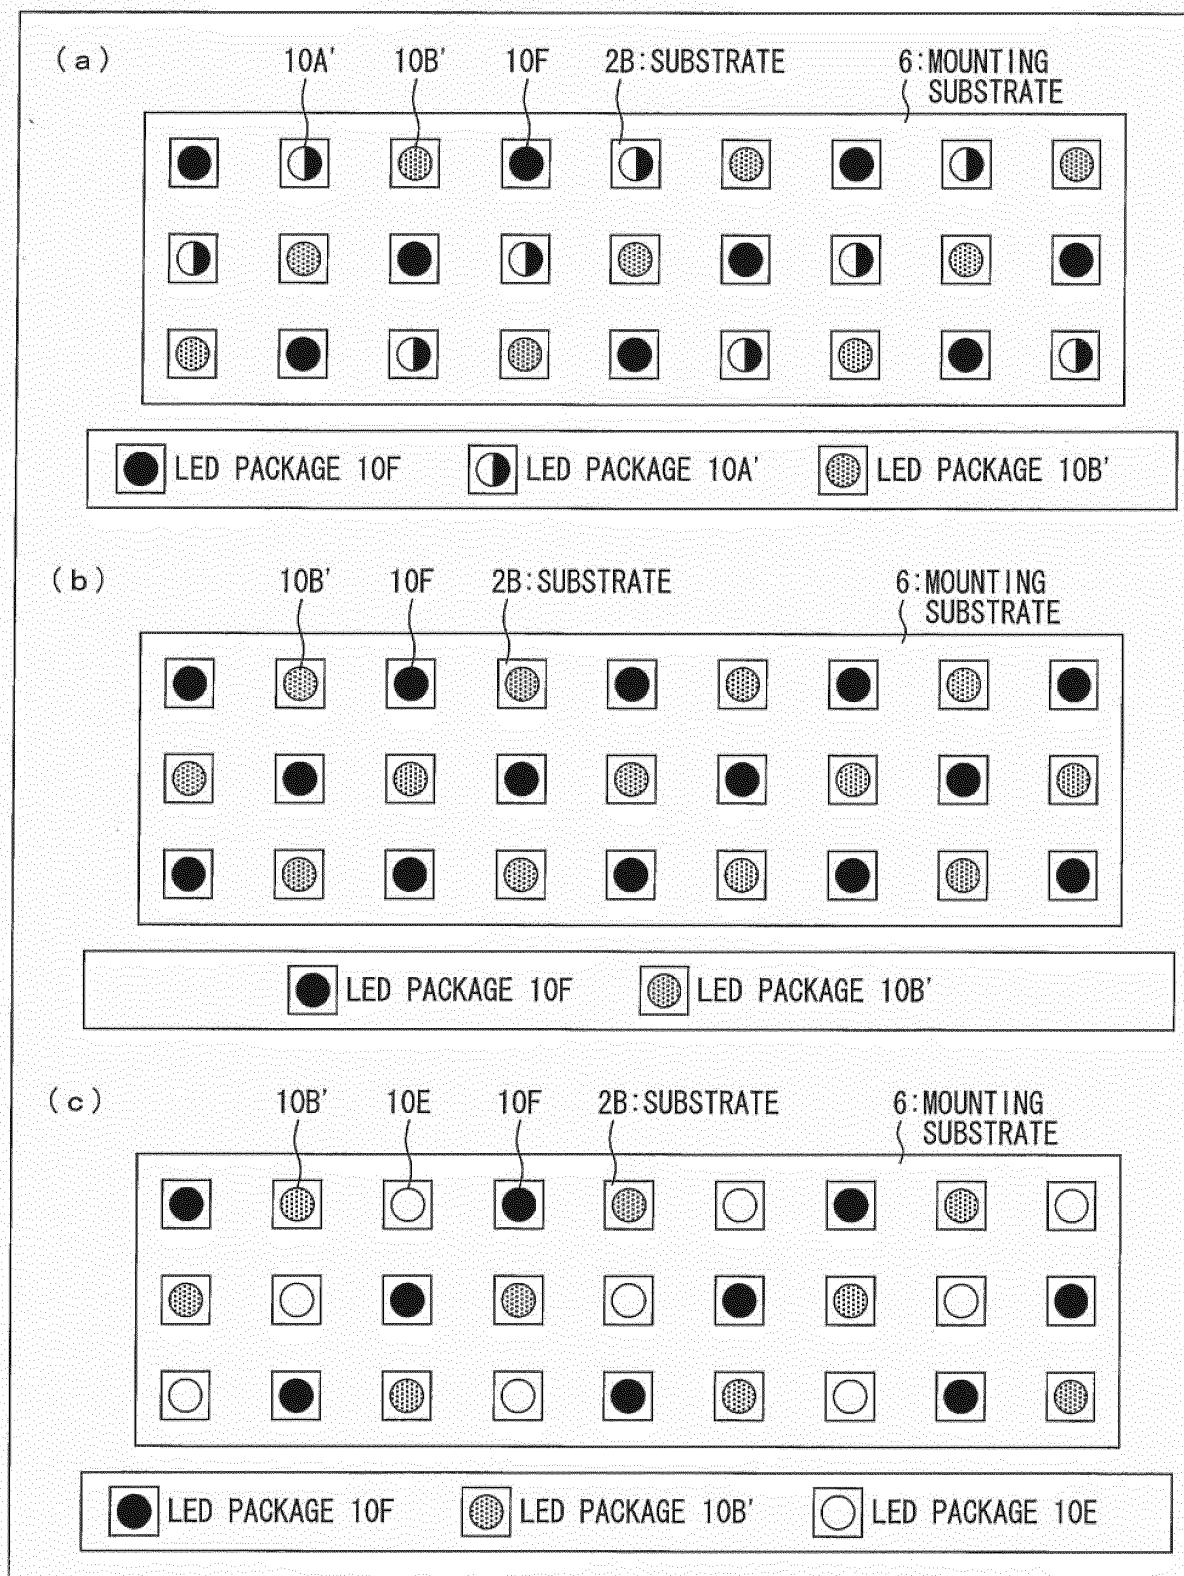 (a) 10A' 10B' 10F 2B:SUBSTRATE 6:MOUNTING
SUBSTRATE
LED PACKAGE 10F LED PACKAGE 10A' LED PACKAGE 10B'
(b) 10B' 10F 2B:SUBSTRATE 6:MOUNTING
SUBSTRATE
LED PACKAGE 10F LED PACKAGE 10B'
(c) 10B' 10E 10F 2B:SUBSTRATE 6:MOUNTING
SUBSTRATE
LED PACKAGE 10F LED PACKAGE 10B' LED PACKAGE 10E